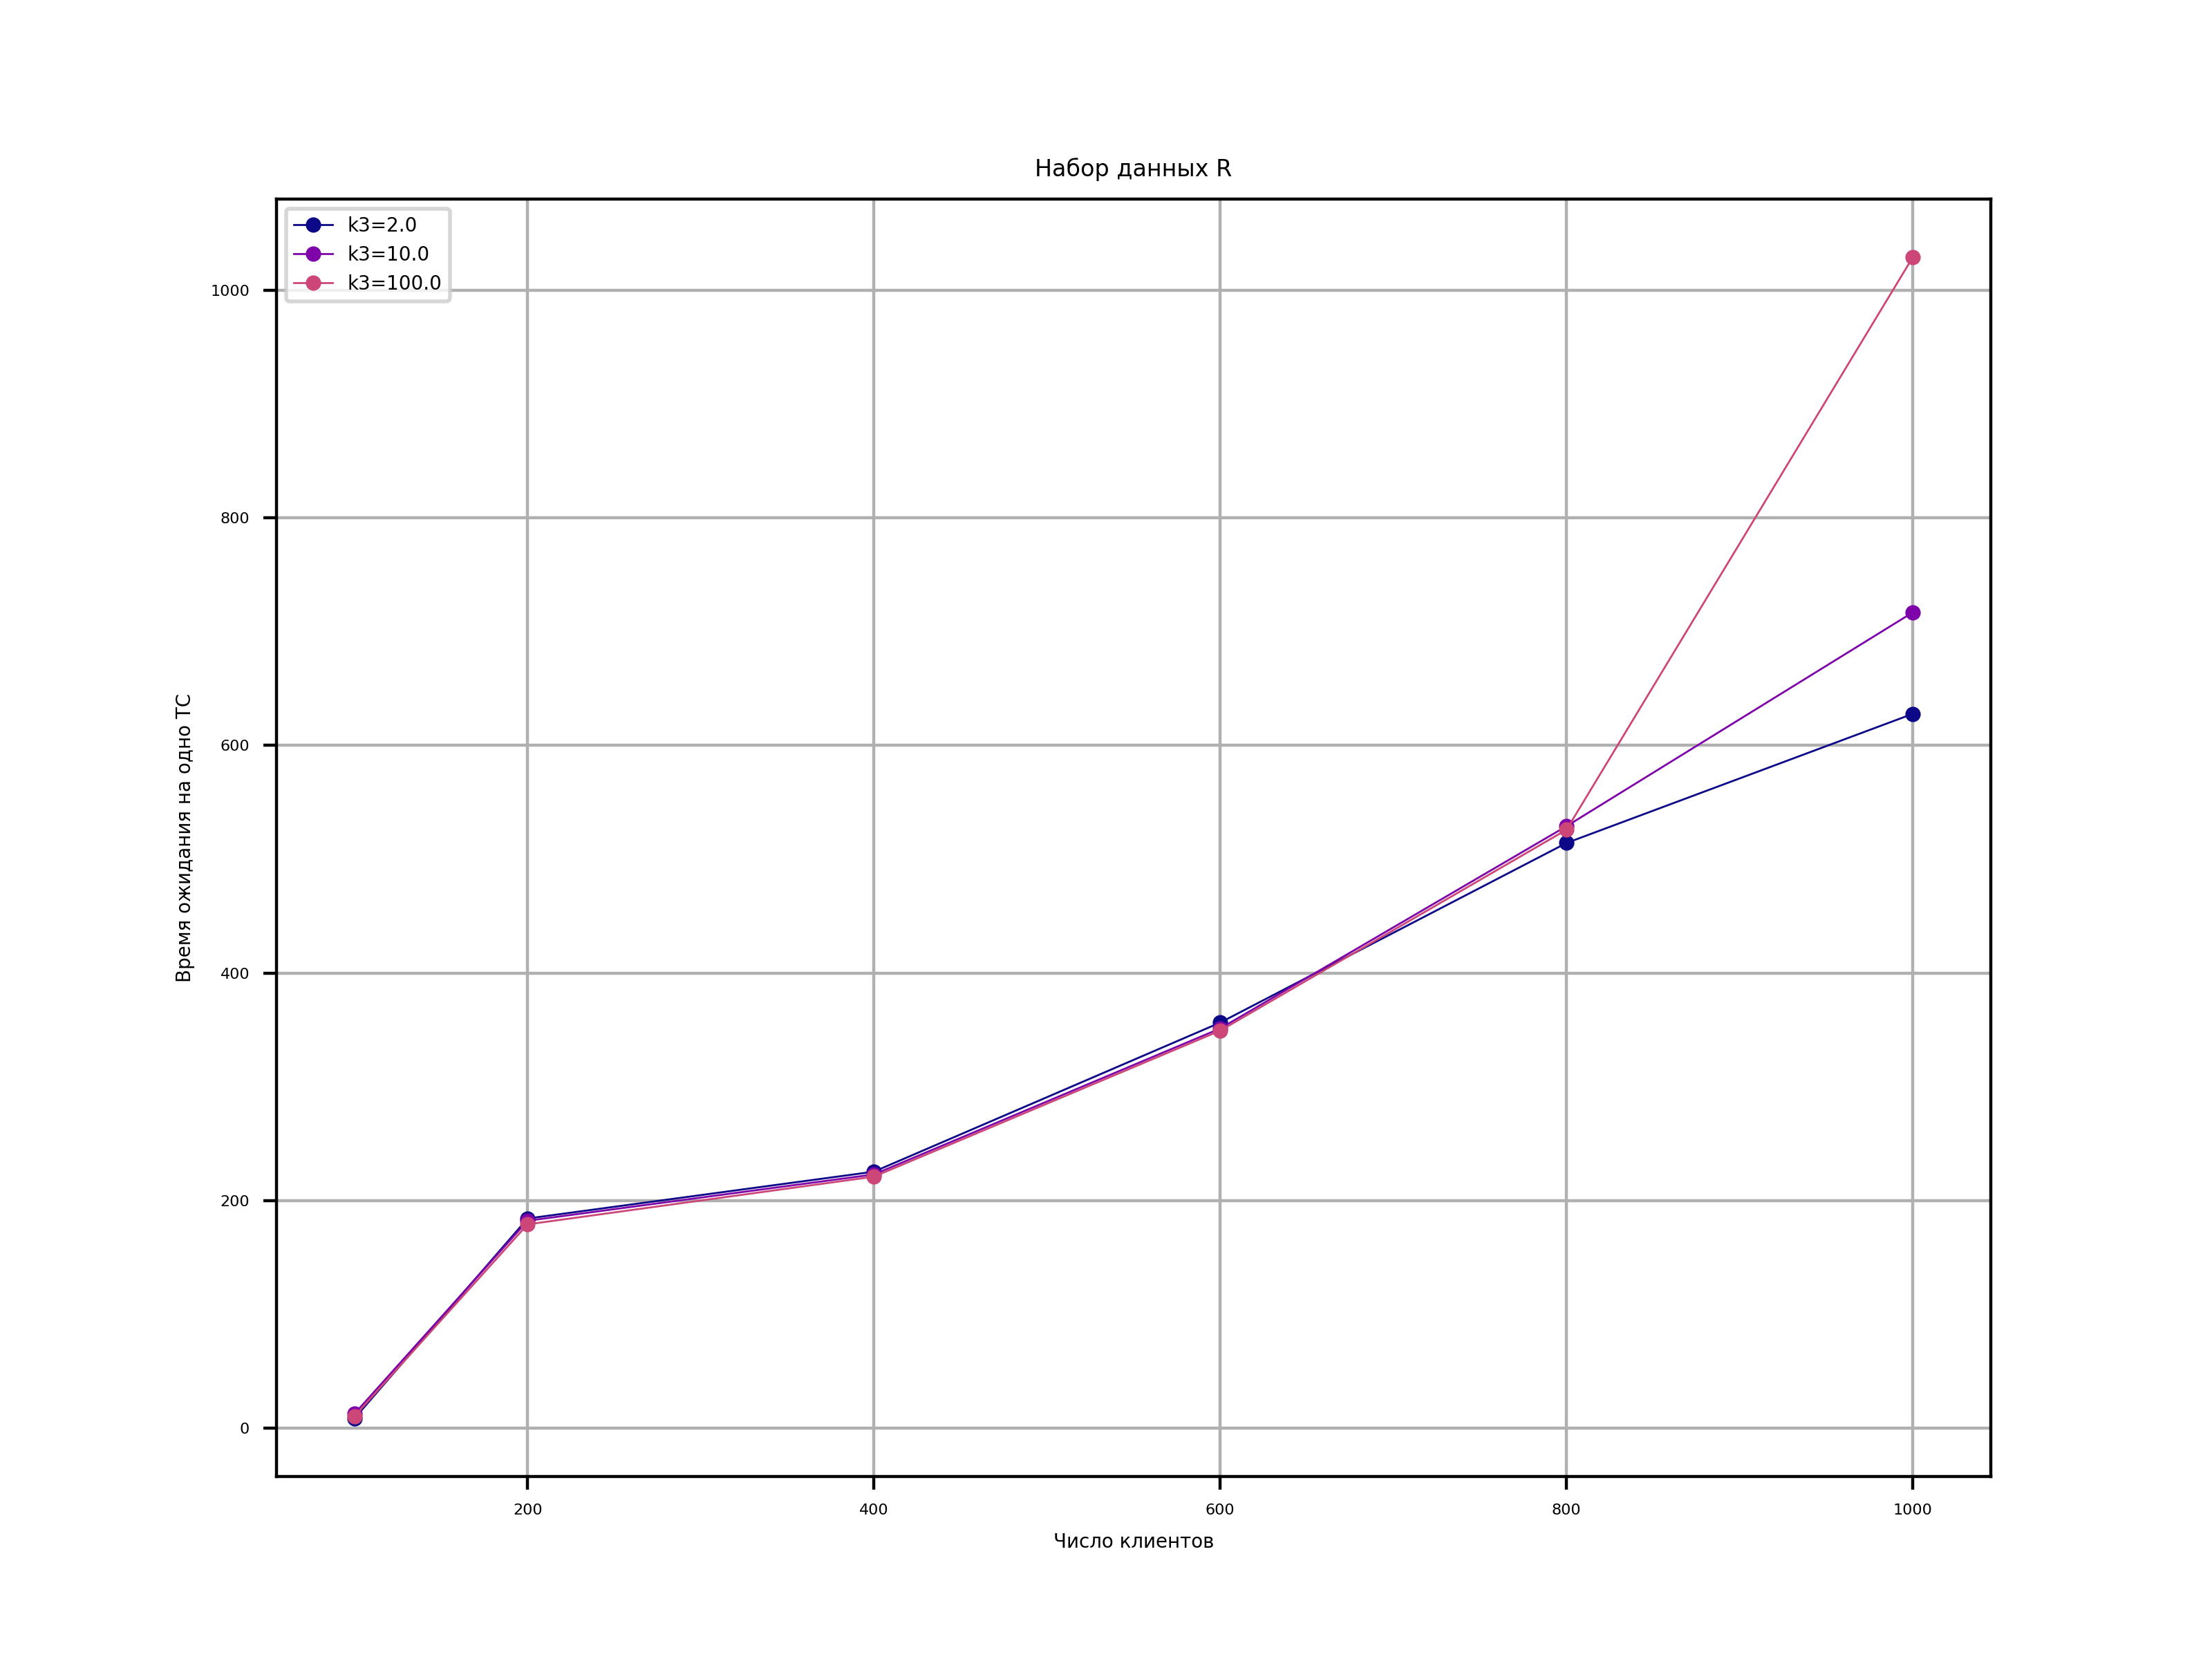 Набор данных R
k3=2.0
k3=10.0
k3=100.0
1000
800
600
400
200
0
Время ожидания на одно ТС
200 400 600 800 1000
Число клиентов